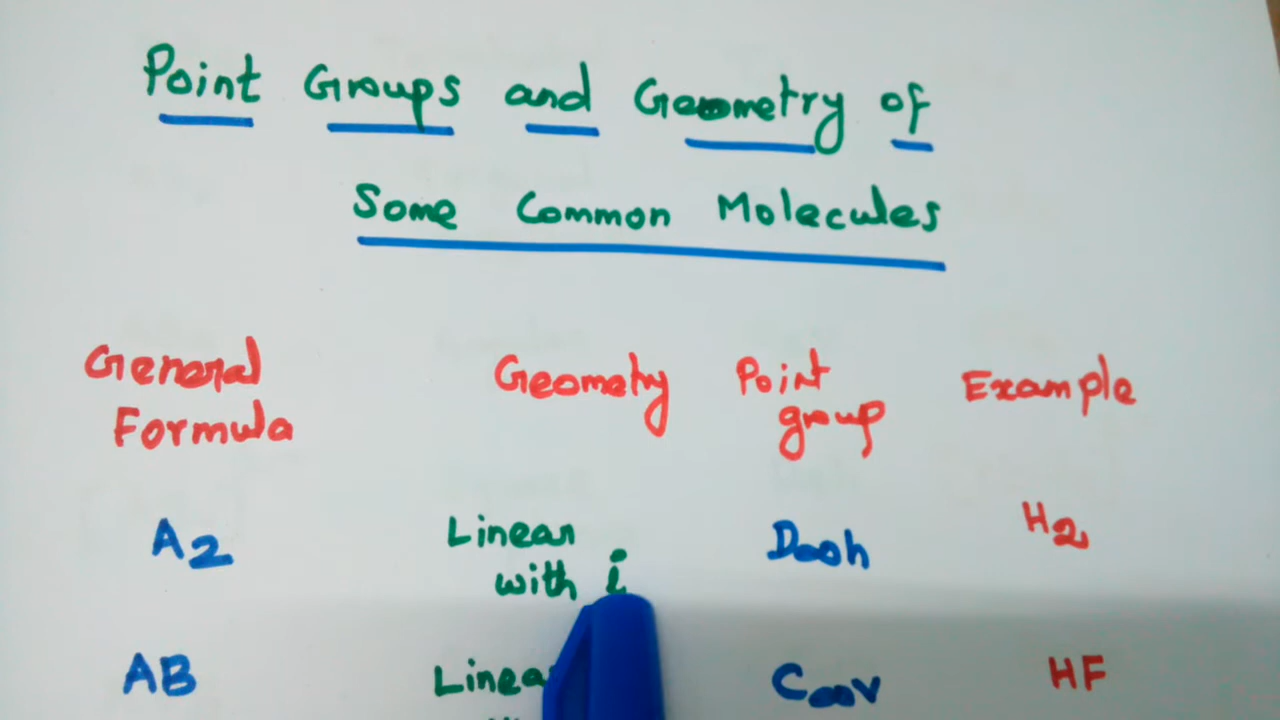 Point Groups and Geometry of
Some Common Molecules
General Formula Geometry Point group Example
A2 Linear with i D∞h H2
AB Linea C∞v HF